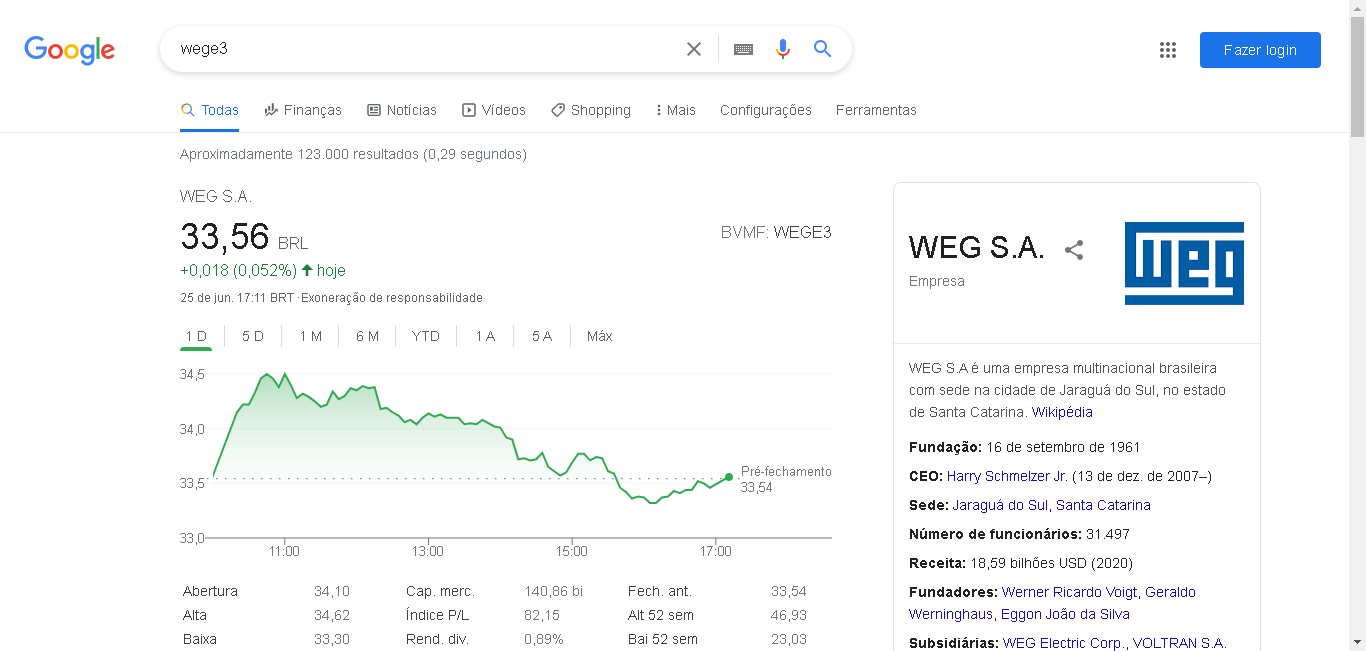 Google
wege3
Fazer login
Todas
Finanças
Notícias
Vídeos
Shopping
Mais
Configurações
Ferramentas
Aproximadamente 123.000 resultados (0,29 segundos)
WEG S.A.
33,56 BRL
BVMF: WEGE3
+0,018 (0,052%) hoje
25 de jun. 17:11 BRT · Exoneração de responsabilidade
1 D
5 D
1 M
6 M
YTD
1 A
5 A
Máx
34,5
34,0
33,5
33,0
Pré-fechamento
33,54
11:00
13:00
15:00
17:00
Abertura 34,10 Cap. merc. 140,86 bi Fech. ant. 33,54
Alta 34,62 Índice P/L 82,15 Alt 52 sem 46,93
Baixa 33,30 Rend. div. 0,89% Bai 52 sem 23,03
WEG S.A.
Empresa
weg
WEG S.A é uma empresa multinacional brasileira
com sede na cidade de Jaraguá do Sul, no estado
de Santa Catarina. Wikipédia
Fundação: 16 de setembro de 1961
CEO: Harry Schmelzer Jr. (13 de dez. de 2007–)
Sede: Jaraguá do Sul, Santa Catarina
Número de funcionários: 31.497
Receita: 18,59 bilhões USD (2020)
Fundadores: Werner Ricardo Voigt, Geraldo
Werninghaus, Eggon João da Silva
Subsidiárias: WEG Electric Corp., VOLTRAN S.A.